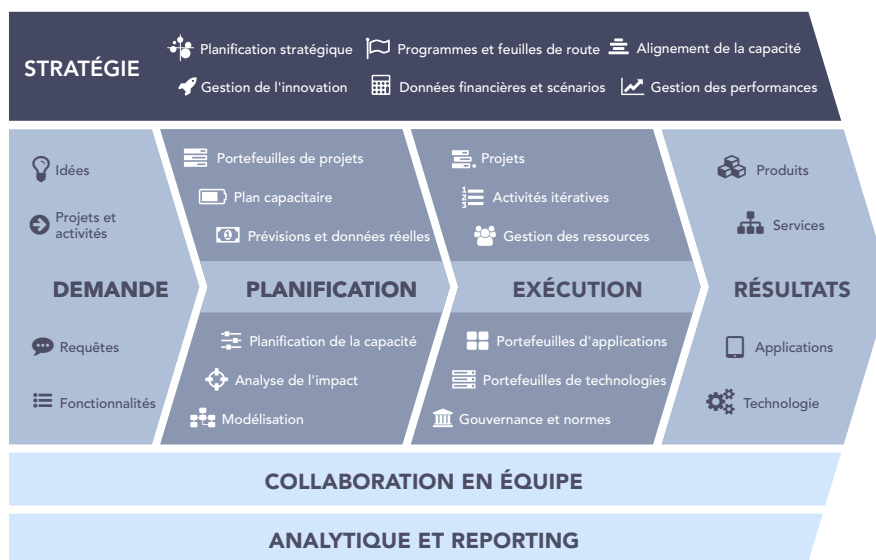 STRATÉGIE
Planification stratégique
Programmes et feuilles de route
Alignement de la capacité
Gestion de l'innovation
Données financières et scénarios
Gestion des performances
Idées
Projets et
activités
DEMANDE
Requêtes
Fonctionnalités
Portefeuilles de projets
Plan capacitaire
Prévisions et données réelles
PLANIFICATION
Planification de la capacité
Analyse de l'impact
Modélisation
Projets
1
2
3
Activités itératives
Gestion des ressources
EXÉCUTION
Portefeuilles d'applications
Portefeuilles de technologies
Gouvernance et normes
Produits
Services
RÉSULTATS
Applications
Technologie
COLLABORATION EN ÉQUIPE
ANALYTIQUE ET REPORTING